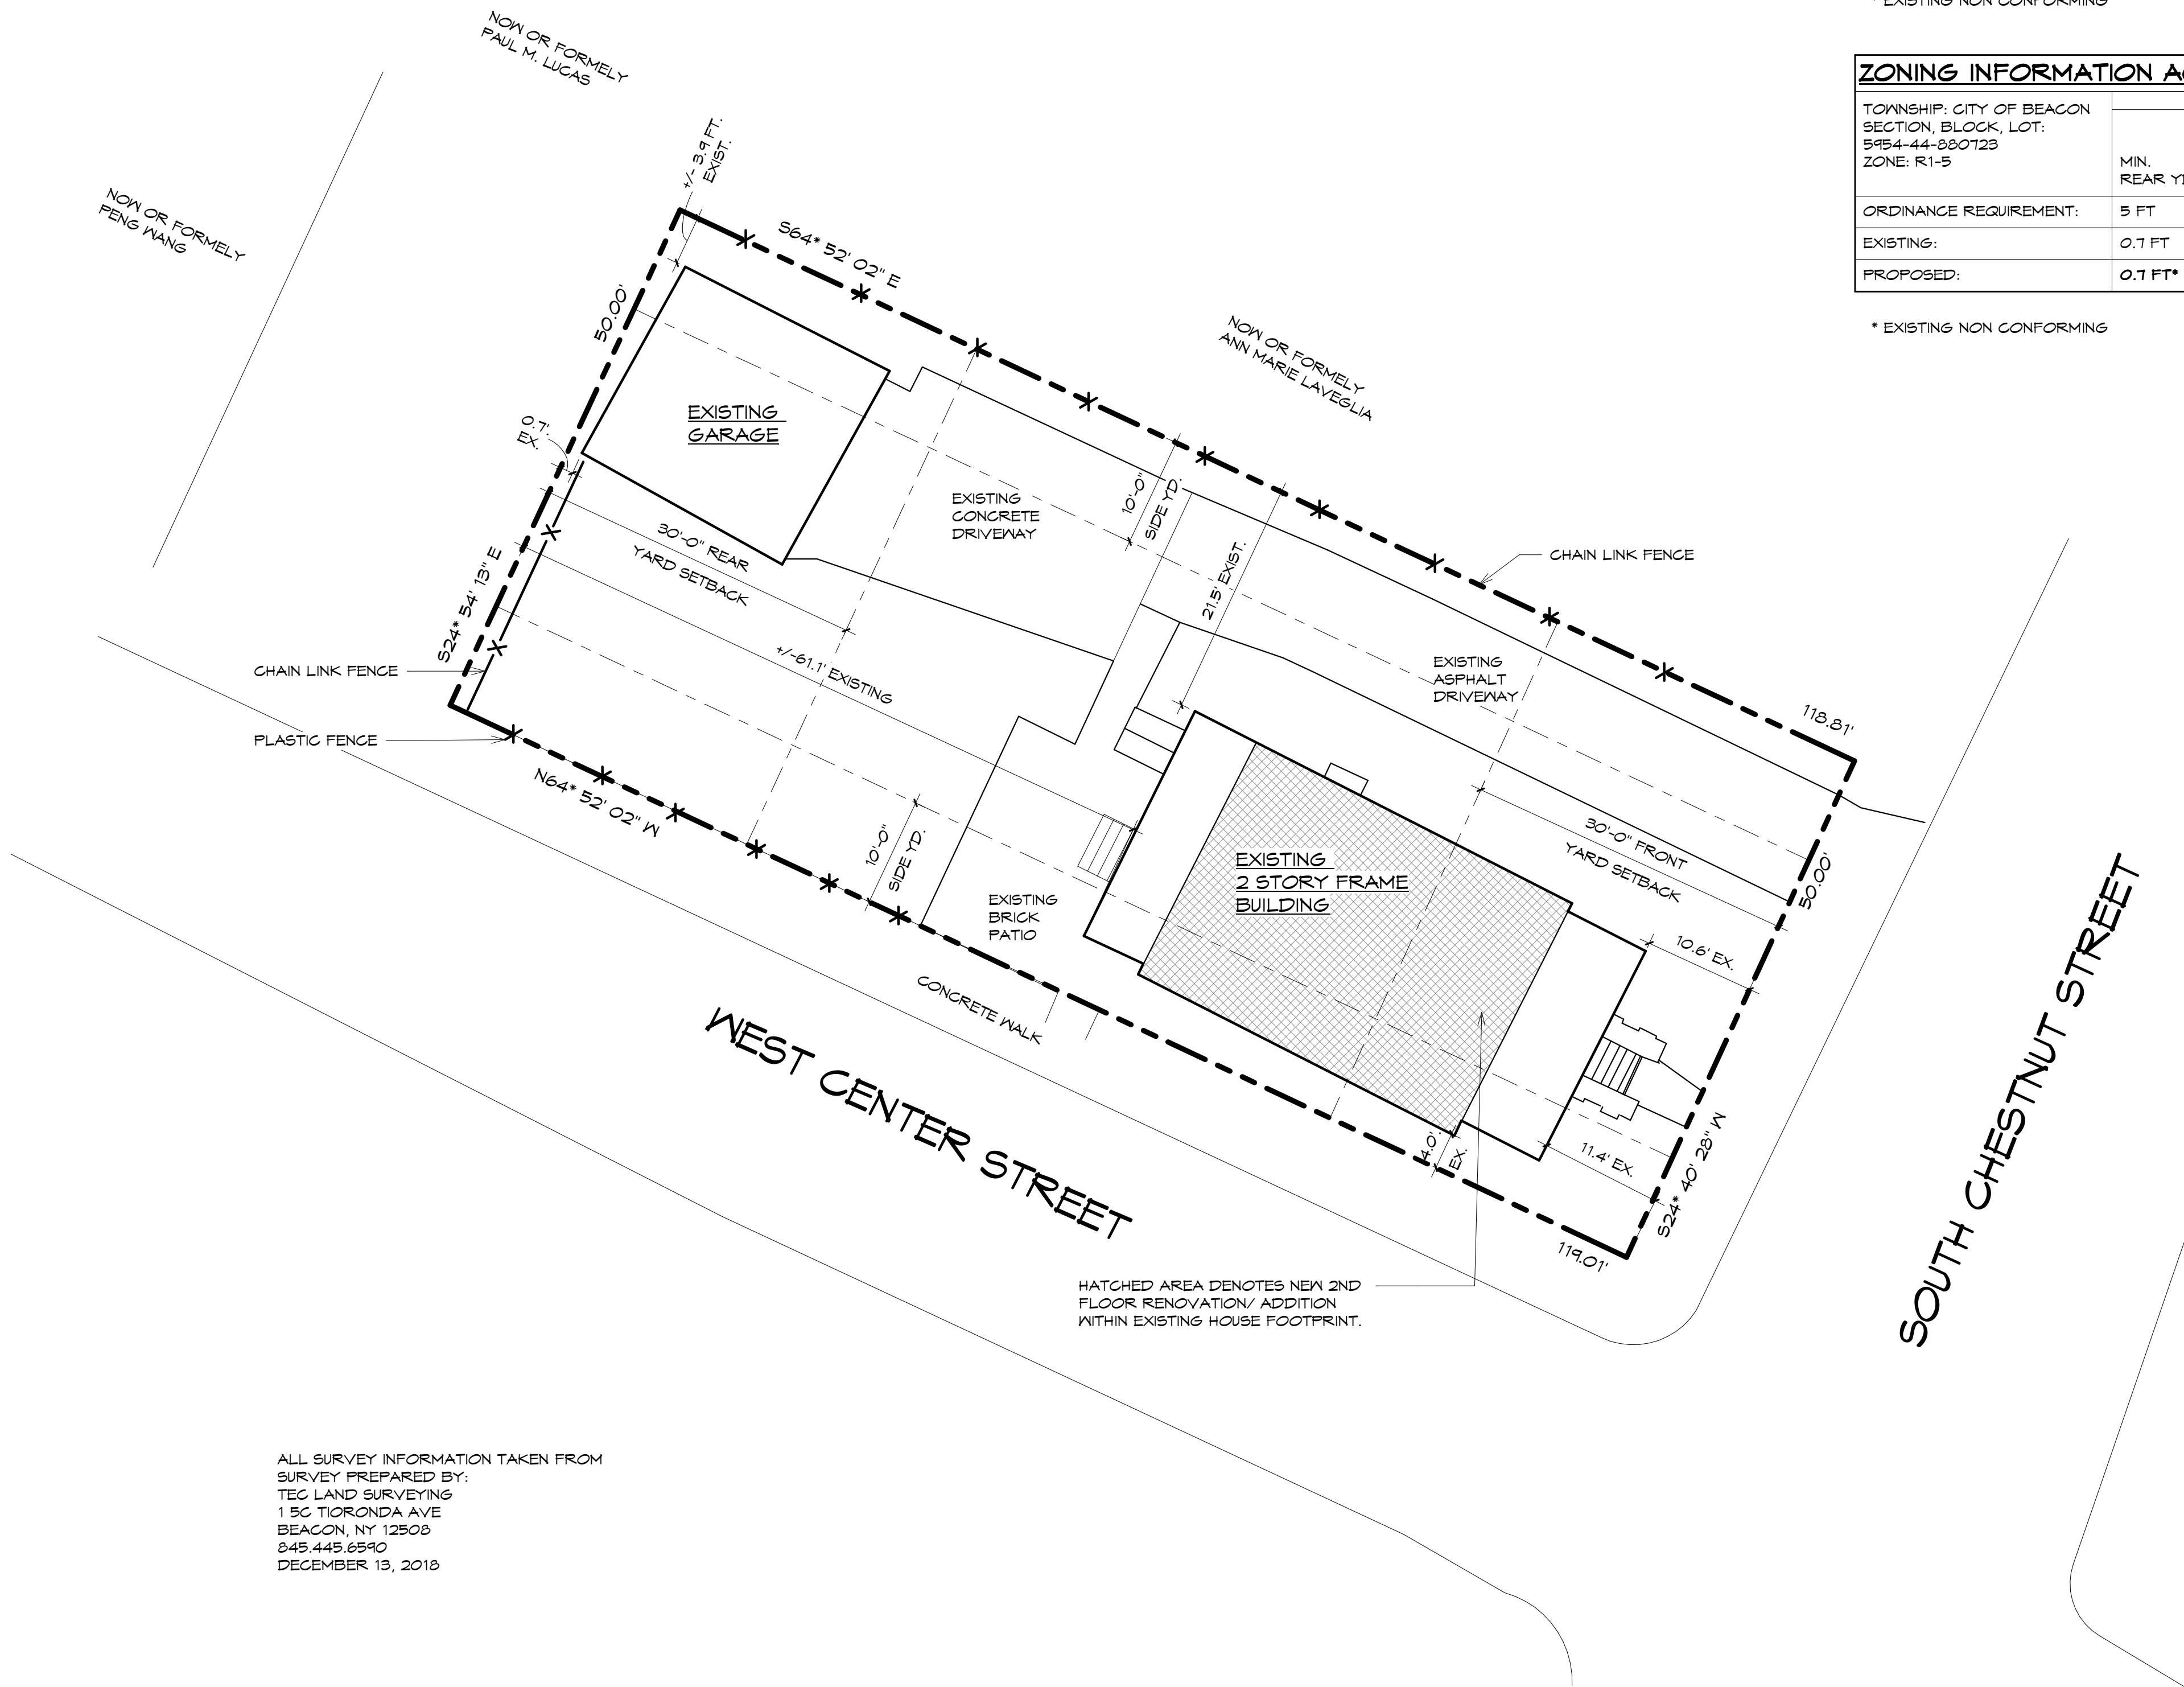 * EXISTING NON CONFORMING
ZONING INFORMATION
TOWNSHIP: CITY OF BEACON
SECTION, BLOCK, LOT:
5954-44-880723
ZONE: R1-5
MIN.
REAR
ORDINANCE REQUIREMENT:
5 FT
EXISTING:
0.7 FT
PROPOSED:
0.7 FT*
* EXISTING NON CONFORMING
NOW OR FORMELY
PAUL M. LUCAS
NOW OR FORMELY
PENG WANG
+/- 3.9 FT.
EXIST.
S64* 52' 02" E
50.00'
NOW OR FORMELY
ANN MARIE LAVEGLIA
EXISTING
GARAGE
0.7'.
EX.
EXISTING
CONCRETE
DRIVEWAY
10'-0"
SIDE YD.
30'-0" REAR
YARD SETBACK
21.5' EXIST.
CHAIN LINK FENCE
S24* 54' 13" E
+/-61.1' EXISTING
EXISTING
ASPHALT
DRIVEWAY
CHAIN LINK FENCE
PLASTIC FENCE
118.81'
N64* 52' 02" W
10'-0"
SIDE YD.
30'-0" FRONT
YARD SETBACK
50.00'
EXISTING
2 STORY FRAME
BUILDING
EXISTING
BRICK
PATIO
10.6' EX.
CONCRETE WALK
WEST CENTER STREET
SOUTH CHESTNUT STREET
4.0'.
EX.
11.4' EX.
S24* 40' 28" W
119.01'
HATCHED AREA DENOTES NEW 2ND
FLOOR RENOVATION/ ADDITION
WITHIN EXISTING HOUSE FOOTPRINT.
ALL SURVEY INFORMATION TAKEN FROM
SURVEY PREPARED BY:
TEC LAND SURVEYING
1 5C TIORONDA AVE
BEACON, NY 12508
845.445.6590
DECEMBER 13, 2018